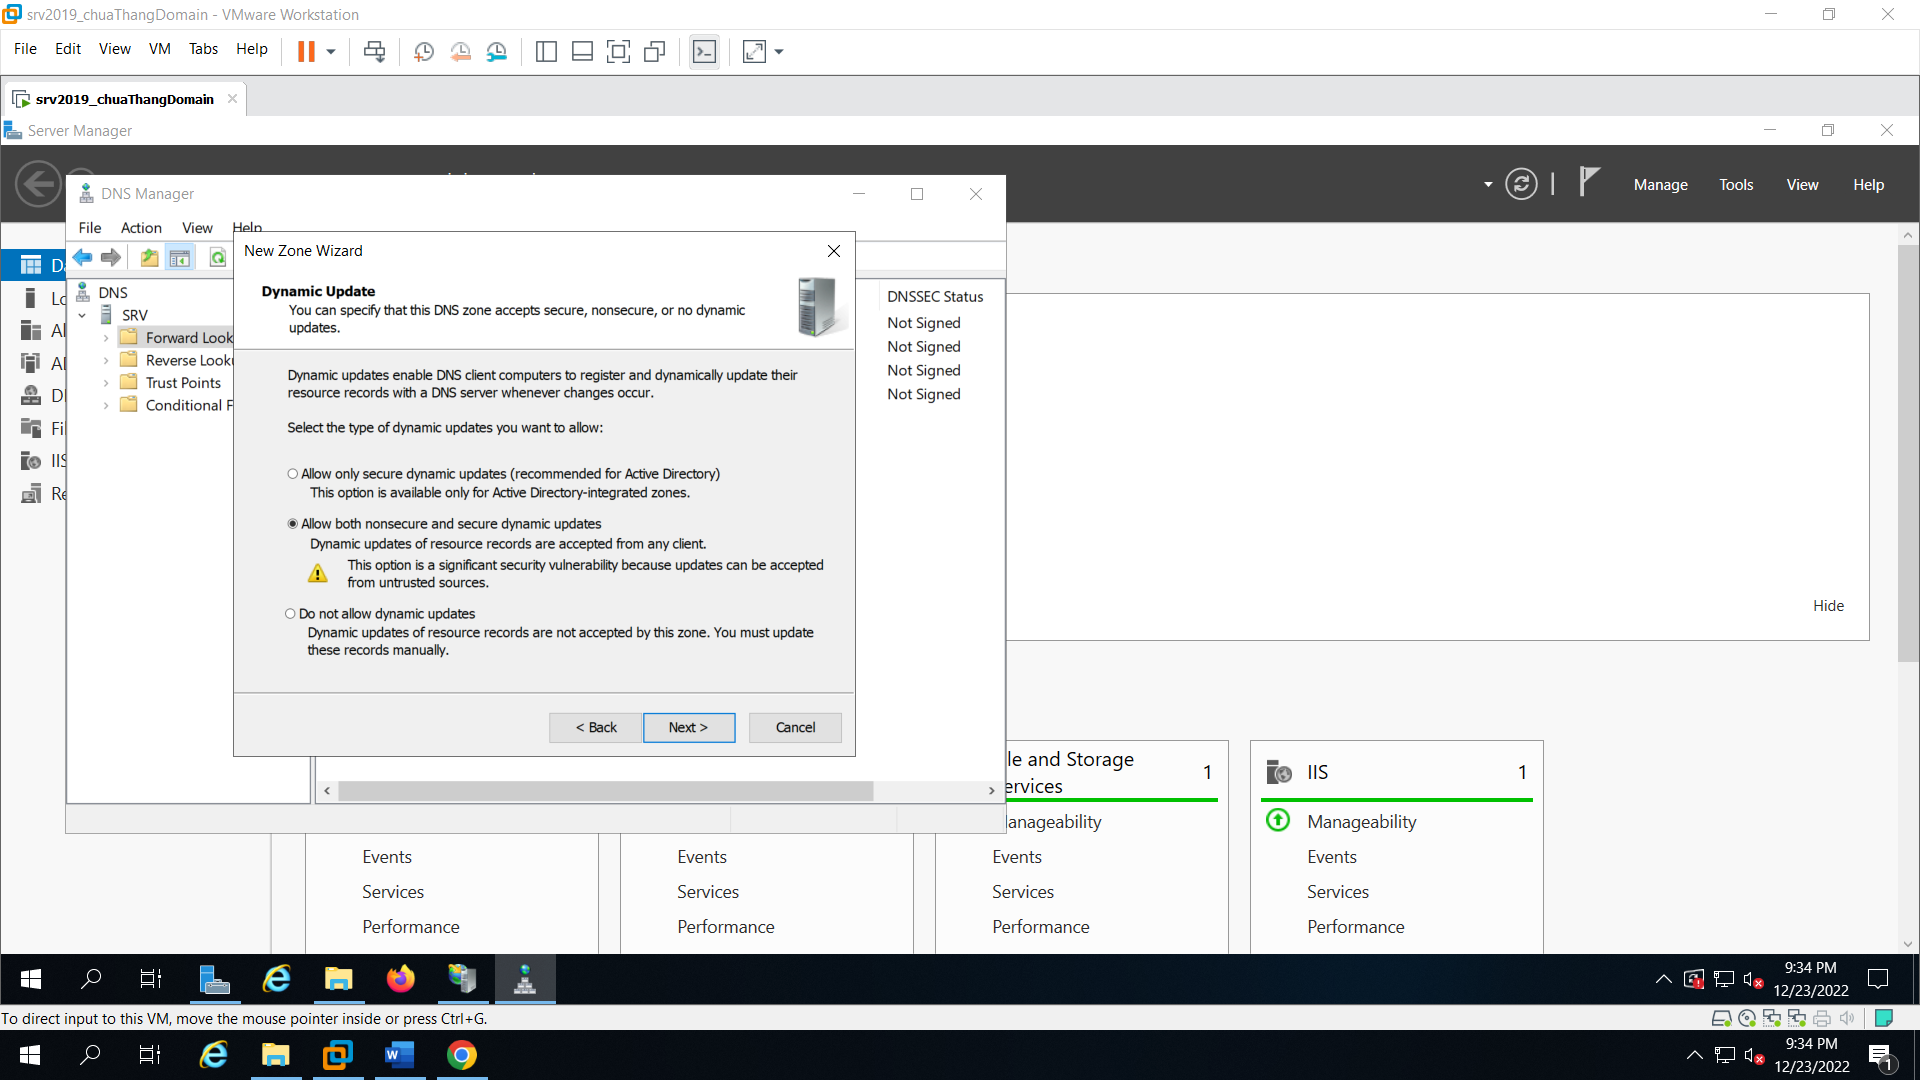 srv2019_chuaThangDomain - VMware Workstation
File Edit View VM Tabs Help
srv2019_chuaThangDomain
Server Manager
Manage Tools View Help
DNS Manager
File Action View Help
New Zone Wizard
Dynamic Update
You can specify that this DNS zone accepts secure, nonsecure, or no dynamic
updates.
DNS
SRV
Forward Look
Reverse Looku
Trust Points
Conditional F
DNSSEC Status
Not Signed
Not Signed
Not Signed
Not Signed
Dynamic updates enable DNS client computers to register and dynamically update their
resource records with a DNS server whenever changes occur.
Select the type of dynamic updates you want to allow:
Allow only secure dynamic updates (recommended for Active Directory)
This option is available only for Active Directory-integrated zones.
Allow both nonsecure and secure dynamic updates
Dynamic updates of resource records are accepted from any client.
This option is a significant security vulnerability because updates can be accepted
from untrusted sources.
Do not allow dynamic updates
Dynamic updates of resource records are not accepted by this zone. You must update
these records manually.
< Back Next > Cancel
Hide
le and Storage
ervices
1
IIS 1
anageability
Manageability
Events Events Events Events
Services Services Services Services
Performance Performance Performance Performance
9:34 PM
12/23/2022
To direct input to this VM, move the mouse pointer inside or press Ctrl+G.
9:34 PM
12/23/2022
1